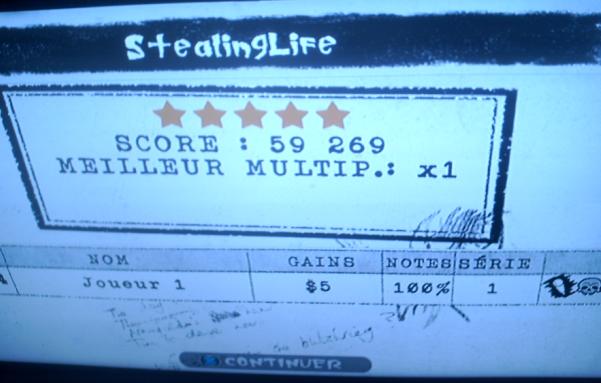 StealingLife
SCORE : 59 269
MEILLEUR MULTIP.: x1
NOM GAINS NOTES SÉRIE
Joueur 1 $5 100% 1
CONTINUER